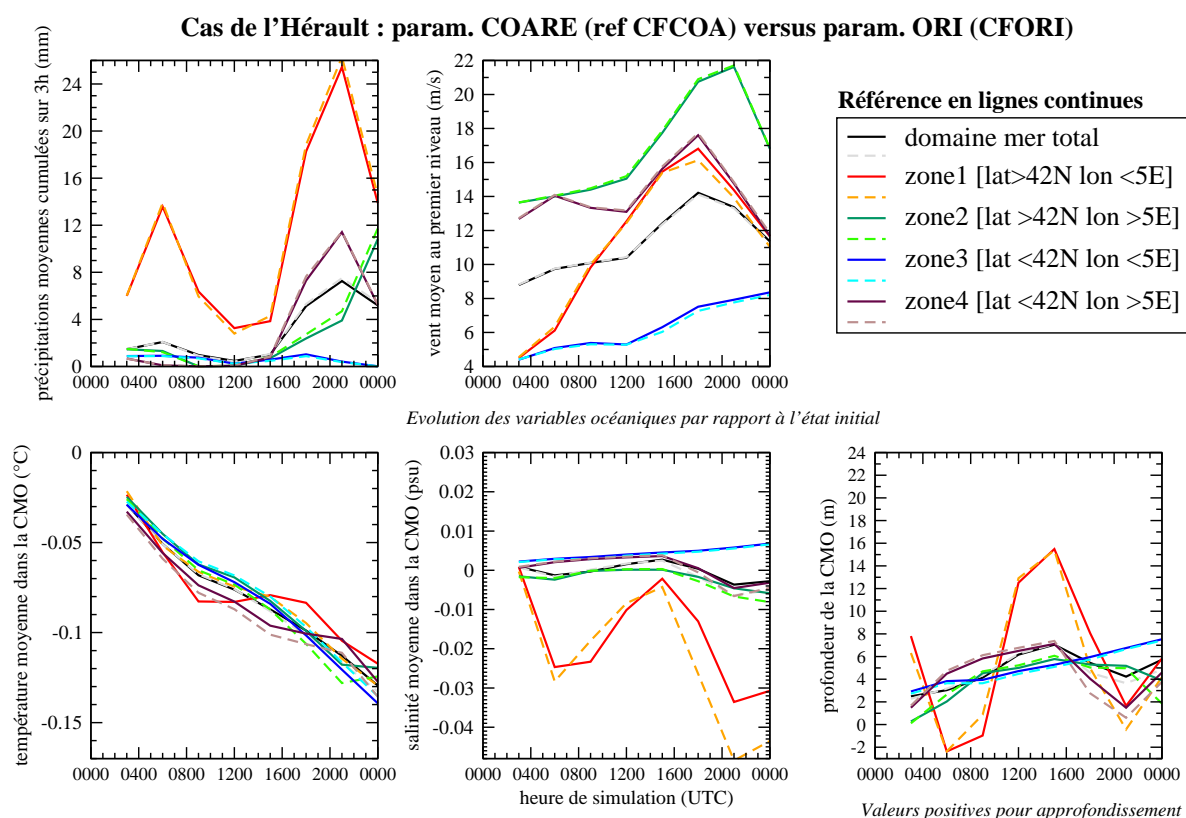 Cas de l'Hérault : param. COARE (ref CFCOA) versus param. ORI (CFORI)
précipitations moyennes cumulées sur 3h (mm)
24
20
16
12
8
4
0
0000 0400 0800 1200 1600 2000 0000
vent moyen au premier niveau (m/s)
22
20
18
16
14
12
10
8
6
4
0000 0400 0800 1200 1600 2000 0000
Référence en lignes continues
domaine mer total
zone1 [lat>42N lon <5E]
zone2 [lat >42N lon >5E]
zone3 [lat <42N lon <5E]
zone4 [lat <42N lon >5E]
Evolution des variables océaniques par rapport à l'état initial
température moyenne dans la CMO (°C)
0
-0.05
-0.1
-0.15
0000 0400 0800 1200 1600 2000 0000
salinité moyenne dans la CMO (psu)
0.03
0.03
0.02
0.01
0
-0.01
-0.02
-0.03
-0.04
0000 0400 0800 1200 1600 2000 0000
heure de simulation (UTC)
profondeur de la CMO (m)
24
22
20
18
16
14
12
10
8
6
4
2
0
-2
0000 0400 0800 1200 1600 2000 0000
Valeurs positives pour approfondissement